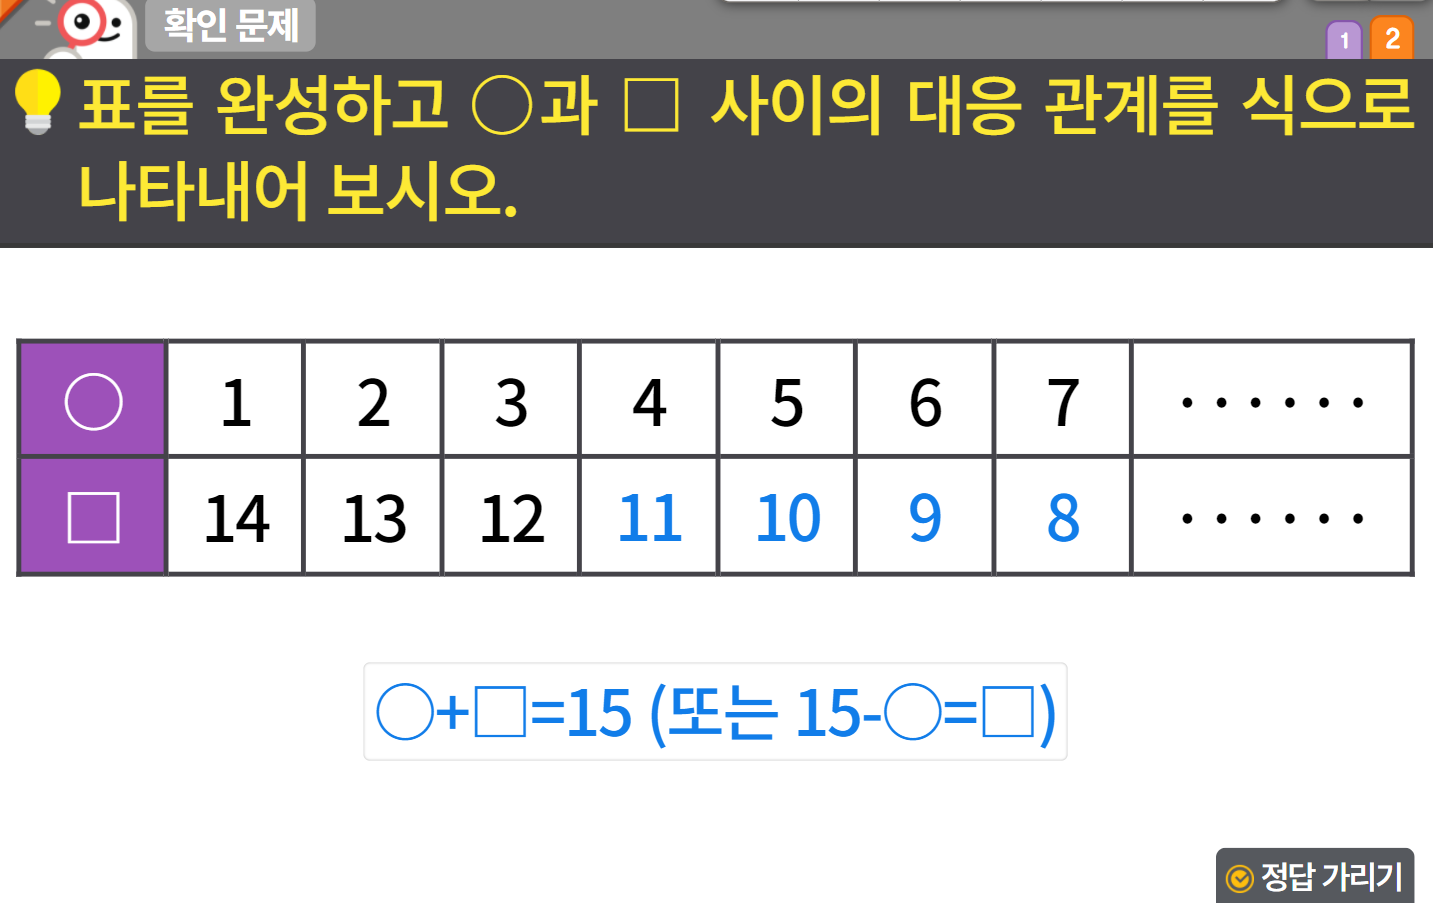 확인 문제
1 2
표를 완성하고 ○과 □ 사이의 대응 관계를 식으로
나타내어 보시오.
○ 1 2 3 4 5 6 7 ······
□ 14 13 12 11 10 9 8 ······
○+□=15 (또는 15-○=□)
정답 가리기